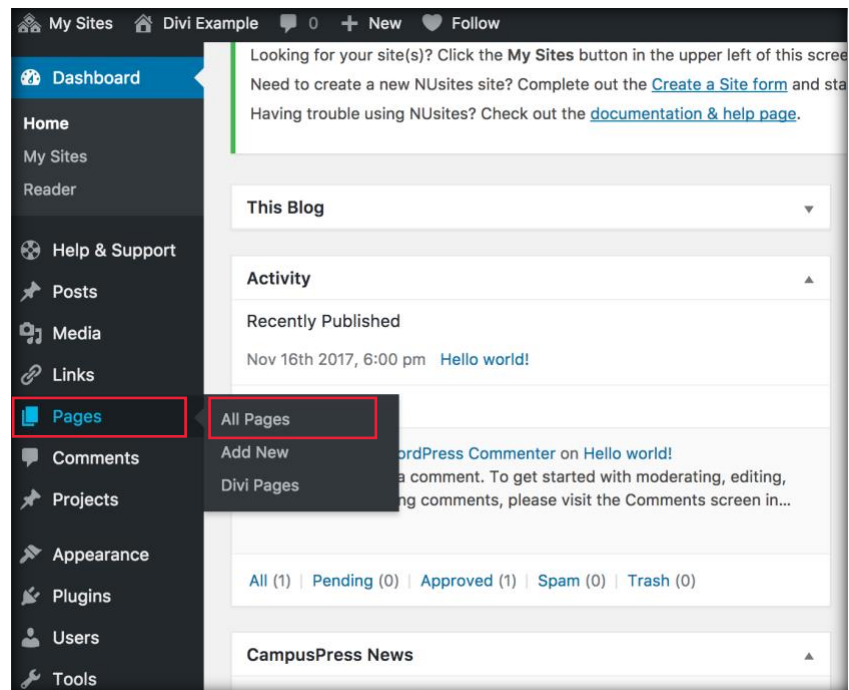 My Sites Divi Example 0 + New Follow
Looking for your site(s)? Click the My Sites button in the upper left of this scree
Need to create a new NUsites site? Complete out the Create a Site form and sta
Having trouble using NUsites? Check out the documentation & help page.
Dashboard
Home
My Sites
Reader
Help & Support
Posts
Media
Links
Pages
Comments
Projects
Appearance
Plugins
Users
Tools
All Pages
Add New
Divi Pages
This Blog
Activity
Recently Published
Nov 16th 2017, 6:00 pm Hello world!
ordPress Commenter on Hello world!
a comment. To get started with moderating, editing,
ng comments, please visit the Comments screen in...
All (1) | Pending (0) | Approved (1) | Spam (0) | Trash (0)
CampusPress News